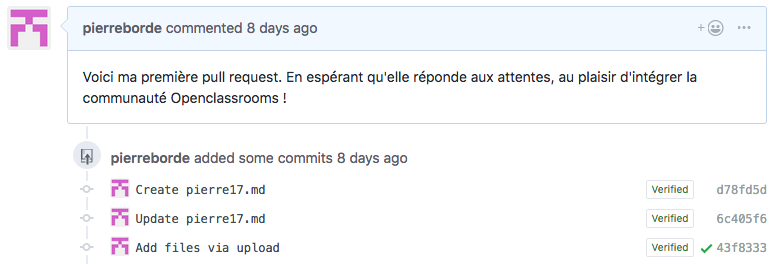 pierreborde commented 8 days ago
Voici ma première pull request. En espérant qu'elle réponde aux attentes, au plaisir d'intégrer la
communauté Openclassrooms !
pierreborde added some commits 8 days ago
Create pierre17.md Verified d78fd5d
Update pierre17.md Verified 6c405f6
Add files via upload Verified 43f8333